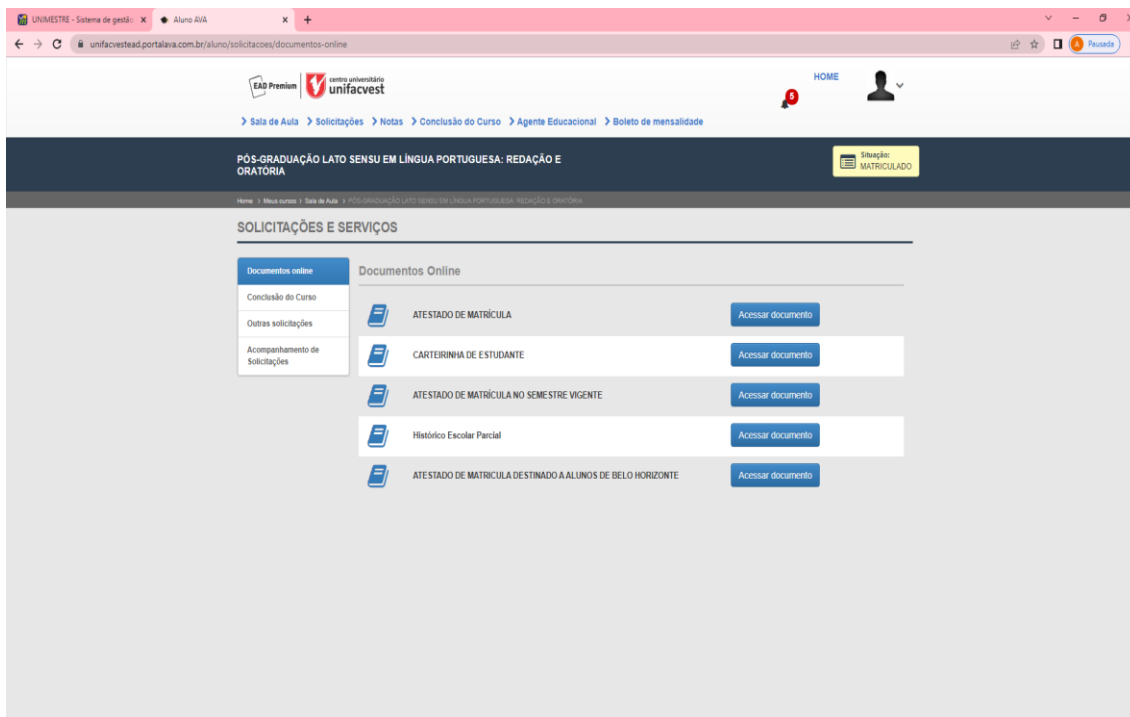 UNIMESTRE - Sistema de gestão
Aluno AVA
unifacvestead.portalava.com.br/aluno/solicitacoes/documentos-online
Pausada
EAD Premium
centro universitário
unifacvest
5
HOME
Sala de Aula
Solicitações
Notas
Conclusão do Curso
Agente Educacional
Boleto de mensalidade
PÓS-GRADUAÇÃO LATO SENSU EM LÍNGUA PORTUGUESA: REDAÇÃO E
ORATÓRIA
Situação:
MATRICULADO
Home > Meus cursos > Sala de Aula > PÓS-GRADUAÇÃO LATO SENSU EM LÍNGUA PORTUGUESA: REDAÇÃO E ORATÓRIA
SOLICITAÇÕES E SERVIÇOS
Documentos online
Conclusão do Curso
Outras solicitações
Acompanhamento de
Solicitações
Documentos Online
ATESTADO DE MATRÍCULA
Acessar documento
CARTEIRINHA DE ESTUDANTE
Acessar documento
ATESTADO DE MATRÍCULA NO SEMESTRE VIGENTE
Acessar documento
Histórico Escolar Parcial
Acessar documento
ATESTADO DE MATRICULA DESTINADO A ALUNOS DE BELO HORIZONTE
Acessar documento